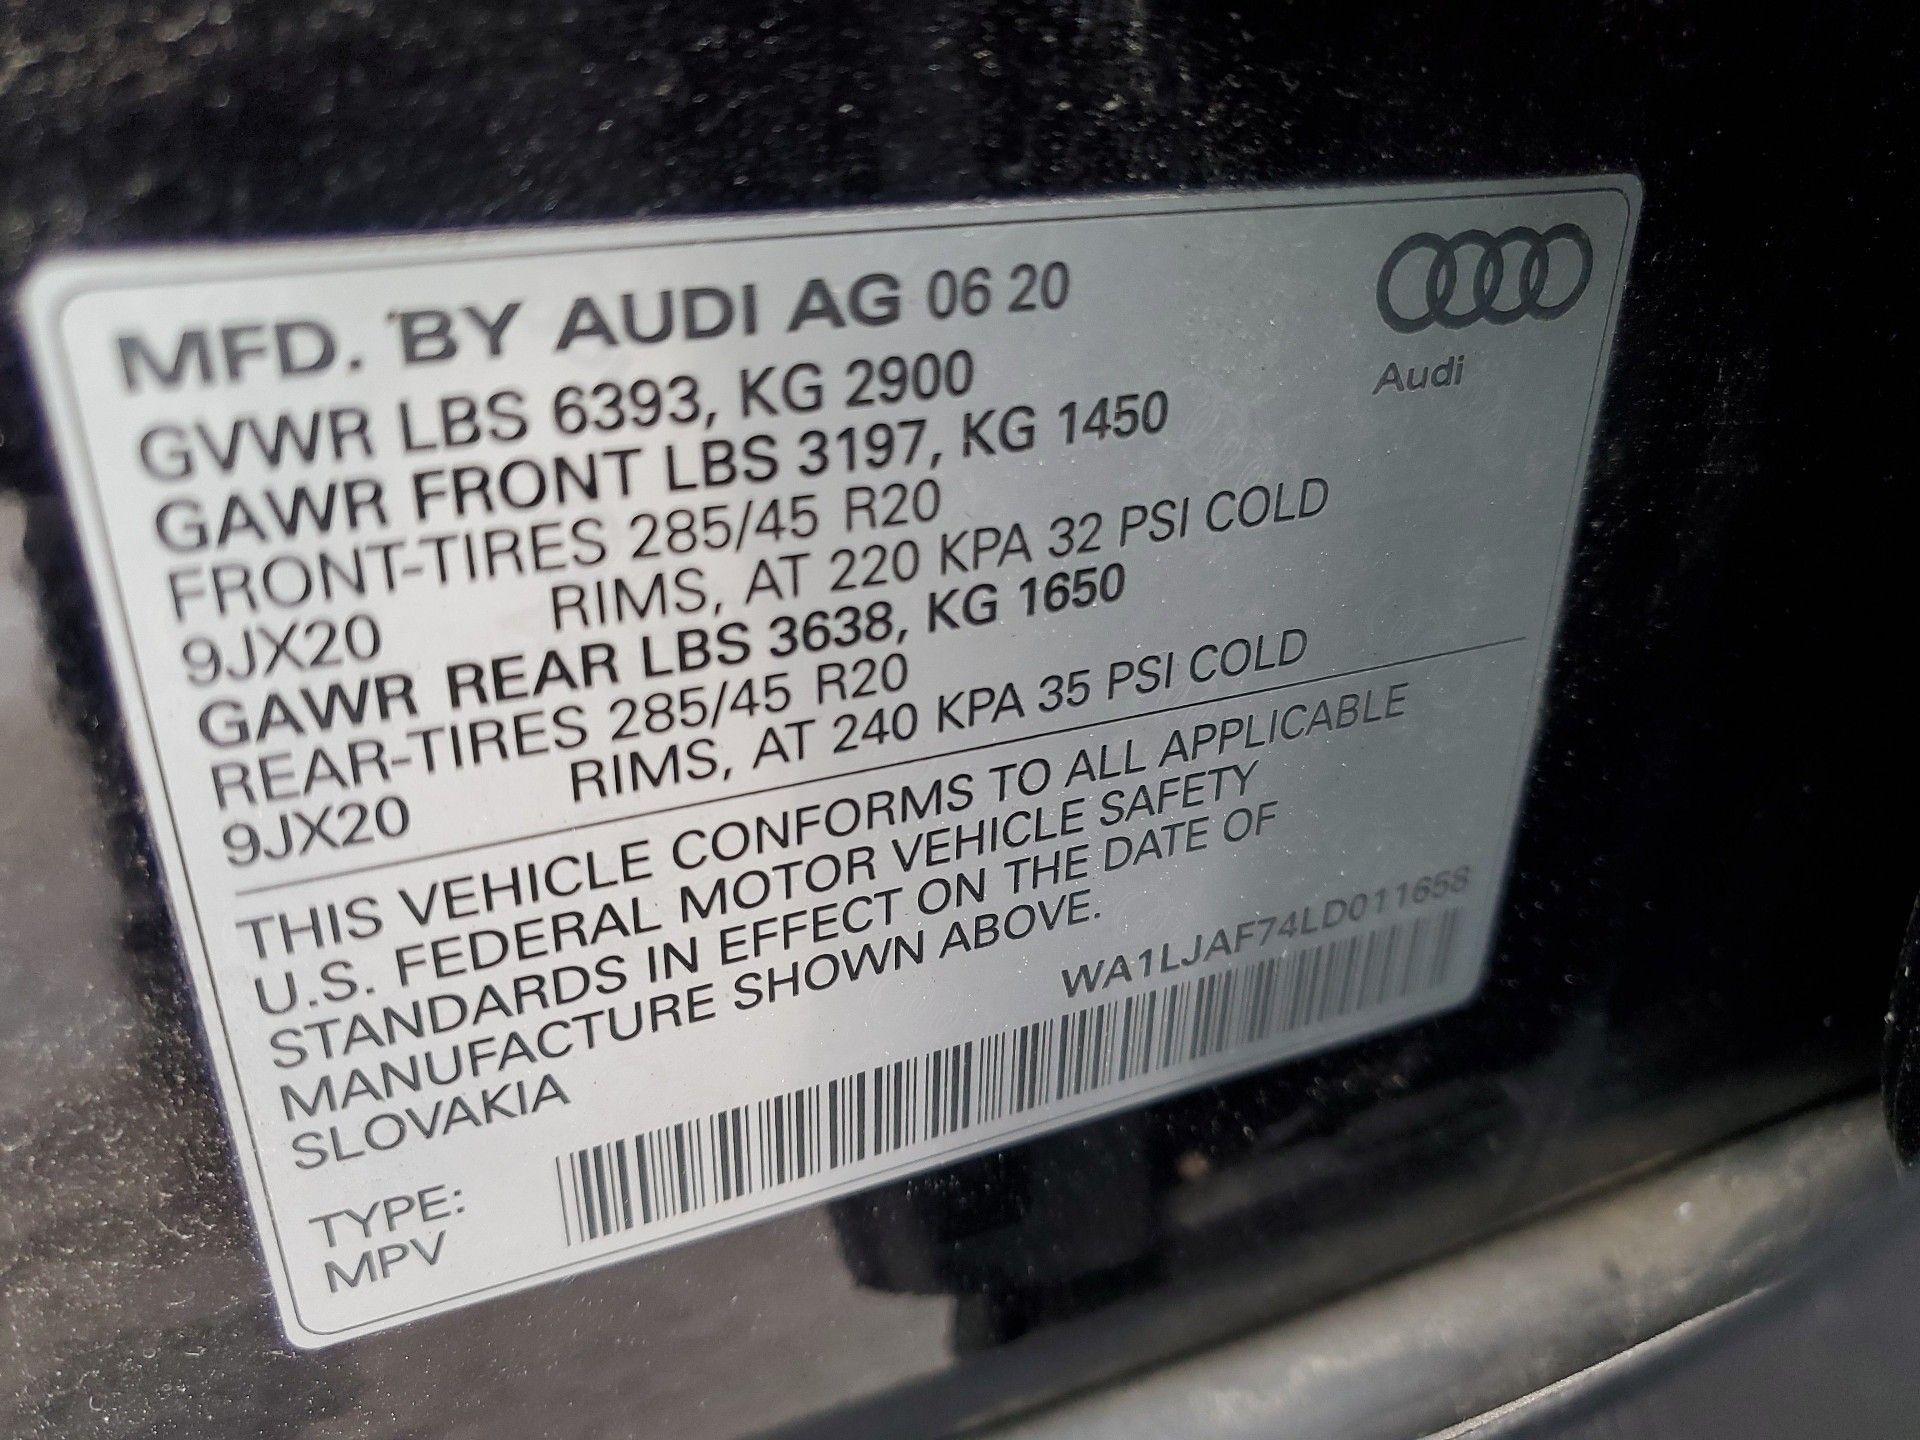 MFD. BY AUDI AG 06 20
Audi
GVWR LBS 6393, KG 2900
GAWR FRONT LBS 3197, KG 1450
FRONT-TIRES 285/45 R20
9JX20 RIMS, AT 220 KPA 32 PSI COLD
GAWR REAR LBS 3638, KG 1650
REAR-TIRES 285/45 R20
9JX20 RIMS, AT 240 KPA 35 PSI COLD
THIS VEHICLE CONFORMS TO ALL APPLICABLE
U.S. FEDERAL MOTOR VEHICLE SAFETY
STANDARDS IN EFFECT ON THE DATE OF
MANUFACTURE SHOWN ABOVE.
SLOVAKIA
WA1LJAF74LD011658
TYPE:
MPV